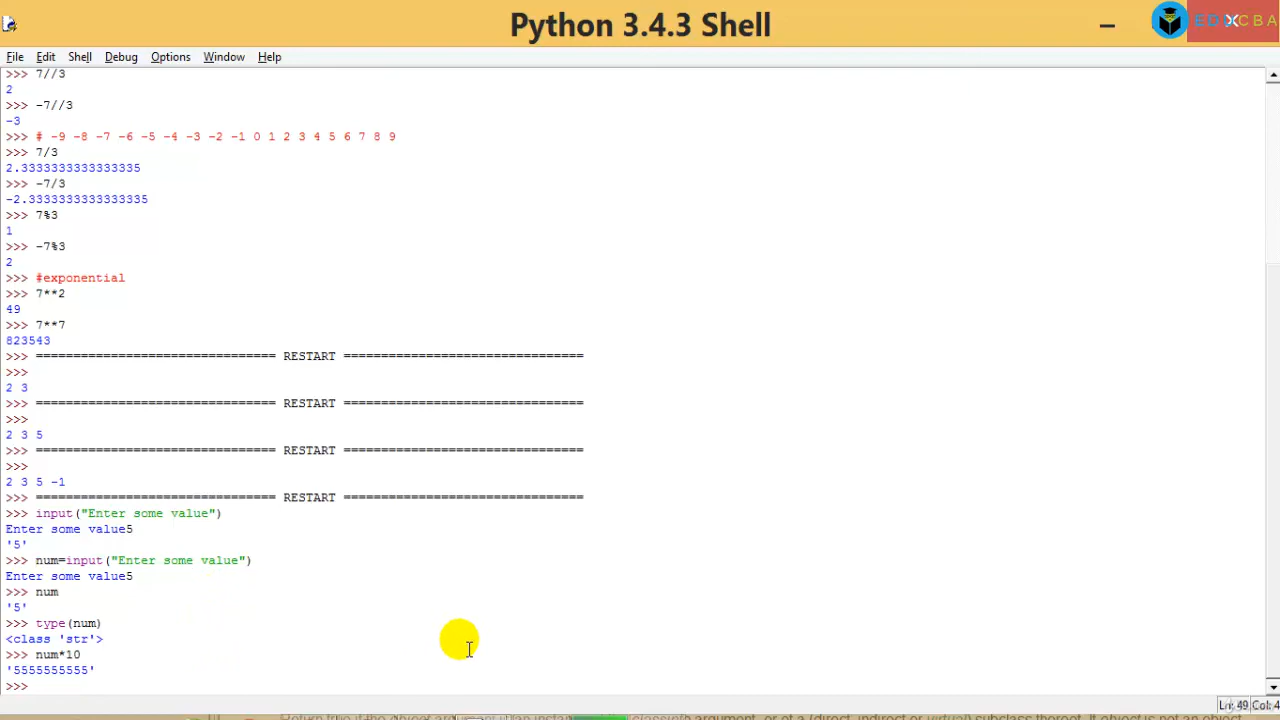 Python 3.4.3 Shell
EDUCBA
File Edit Shell Debug Options Window Help
>>> 7//3
2
>>> -7//3
-3
>>> # -9 -8 -7 -6 -5 -4 -3 -2 -1 0 1 2 3 4 5 6 7 8 9
>>> 7/3
2.3333333333333335
>>> -7/3
-2.3333333333333335
>>> 7%3
1
>>> -7%3
2
>>> #exponential
>>> 7**2
49
>>> 7**7
823543
>>> ================================ RESTART ================================
>>>
2 3
>>> ================================ RESTART ================================
>>>
2 3 5
>>> ================================ RESTART ================================
>>>
2 3 5 -1
>>> ================================ RESTART ================================
>>> input("Enter some value")
Enter some value5
'5'
>>> num=input("Enter some value")
Enter some value5
>>> num
'5'
>>> type(num)
<class 'str'>
>>> num*10
'5555555555'
>>>
Ln: 49 Col: 4